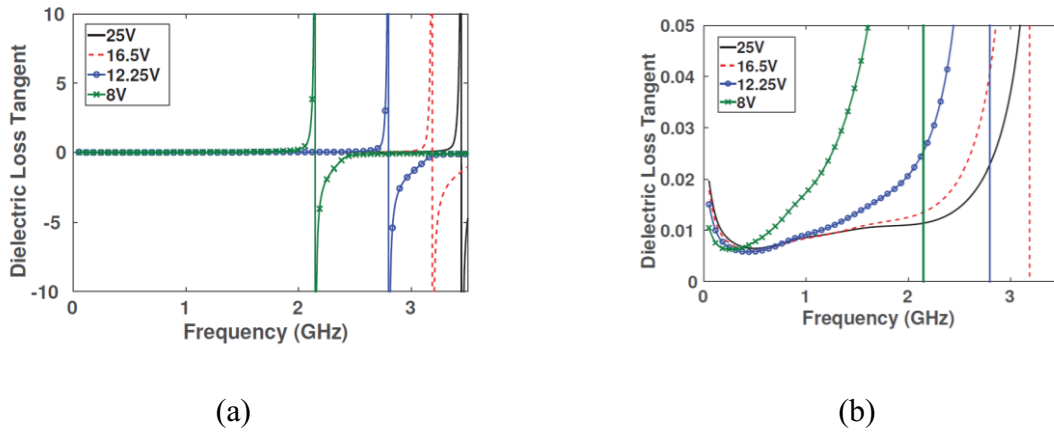 10
5
0
-5
-10
0
1
2
3
Dielectric Loss Tangent
Frequency (GHz)
25V
16.5V
12.25V
8V
(a)
0.05
0.04
0.03
0.02
0.01
0
0
1
2
3
Dielectric Loss Tangent
Frequency (GHz)
25V
16.5V
12.25V
8V
(b)